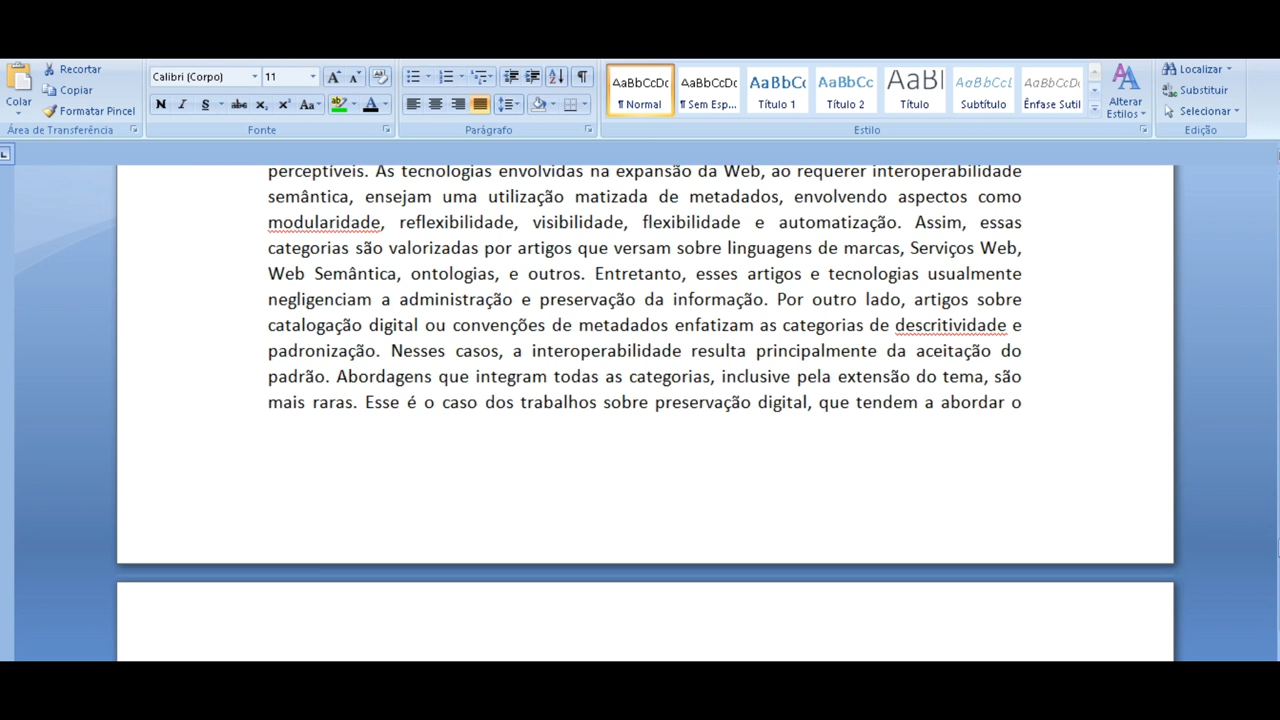 Recortar
Copiar
Formatar Pincel
Colar
Área de Transferência
Calibri (Corpo) 11
N I S abc x₂ x² Aa
Fonte
Parágrafo
AaBbCcDc AaBbCcDc AaBbC AaBbCc AaBl AaBbCcL AaBbCcDc
¶ Normal ¶ Sem Esp... Título 1 Título 2 Título Subtítulo Ênfase Sutil
Alterar
Estilos
Estilo
Localizar
Substituir
Selecionar
Edição
perceptíveis. As tecnologias envolvidas na expansão da Web, ao requerer interoperabilidade
semântica, ensejam uma utilização matizada de metadados, envolvendo aspectos como
modularidade, reflexibilidade, visibilidade, flexibilidade e automatização. Assim, essas
categorias são valorizadas por artigos que versam sobre linguagens de marcas, Serviços Web,
Web Semântica, ontologias, e outros. Entretanto, esses artigos e tecnologias usualmente
negligenciam a administração e preservação da informação. Por outro lado, artigos sobre
catalogação digital ou convenções de metadados enfatizam as categorias de descritividade e
padronização. Nesses casos, a interoperabilidade resulta principalmente da aceitação do
padrão. Abordagens que integram todas as categorias, inclusive pela extensão do tema, são
mais raras. Esse é o caso dos trabalhos sobre preservação digital, que tendem a abordar o